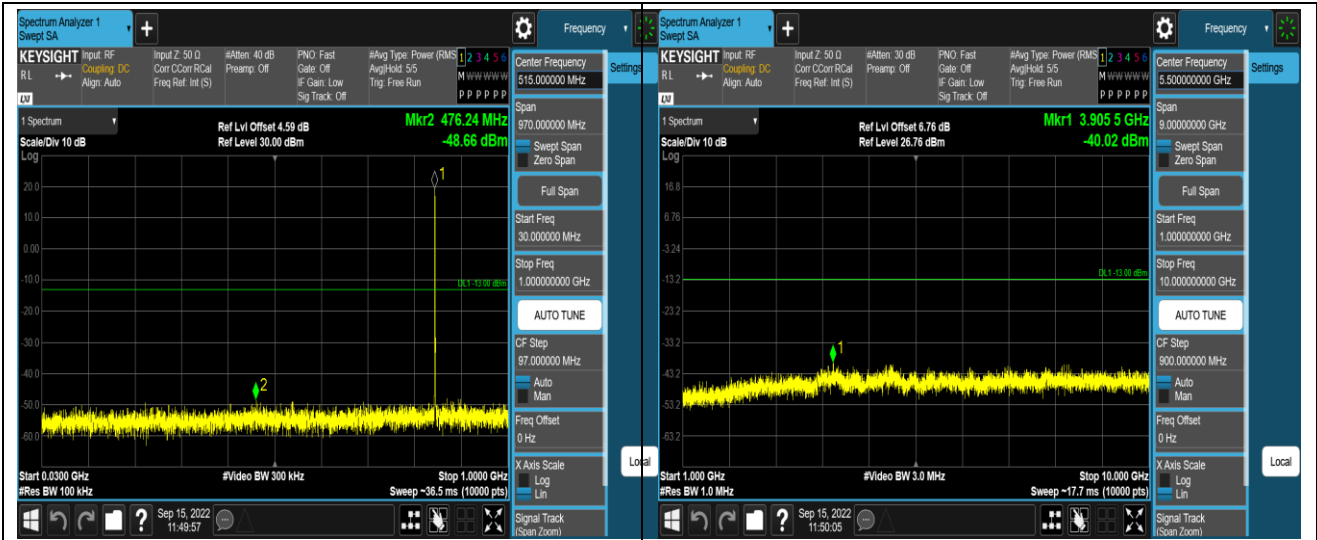 Spectrum Analyzer 1
Swept SA
Frequency
KEYSIGHT
RL
LXI
Input: RF
Coupling: DC
Align: Auto
Input Z: 50 Ω
Corr CCorr RCal
Freq Ref: Int (S)
#Atten: 40 dB
Preamp: Off
PNO: Fast
Gate: Off
IF Gain: Low
Sig Track: Off
#Avg Type: Power (RMS
Avg|Hold: 5/5
Trig: Free Run
1 2 3 4 5 6
M W W W W W
P P P P P P
1 Spectrum
Scale/Div 10 dB
Log
Ref Lvl Offset 4.59 dB
Ref Level 30.00 dBm
Mkr2 476.24 MHz
-48.66 dBm
1
20.0
10.0
0.00
-10.0
DL1 -13.00 dBm
-20.0
-30.0
-40.0
2
-50.0
-60.0
Start 0.0300 GHz
#Video BW 300 kHz
Stop 1.0000 GHz
#Res BW 100 kHz
Sweep ~36.5 ms (10000 pts)
?
Sep 15, 2022
11:49:57
Center Frequency
515.000000 MHz
Settings
Span
970.000000 MHz
Swept Span
Zero Span
Full Span
Start Freq
30.000000 MHz
Stop Freq
1.000000000 GHz
AUTO TUNE
CF Step
97.000000 MHz
Auto
Man
Freq Offset
0 Hz
X Axis Scale
Log
Lin
Local
Signal Track
(Span Zoom)
Spectrum Analyzer 1
Swept SA
Frequency
KEYSIGHT
RL
LXI
Input: RF
Coupling: DC
Align: Auto
Input Z: 50 Ω
Corr CCorr RCal
Freq Ref: Int (S)
#Atten: 30 dB
Preamp: Off
PNO: Fast
Gate: Off
IF Gain: Low
Sig Track: Off
#Avg Type: Power (RMS
Avg|Hold: 5/5
Trig: Free Run
1 2 3 4 5 6
M W W W W W
P P P P P P
1 Spectrum
Scale/Div 10 dB
Log
Ref Lvl Offset 6.76 dB
Ref Level 26.76 dBm
Mkr1 3.905 5 GHz
-40.02 dBm
16.8
6.76
-3.24
DL1 -13.00 dBm
-13.2
-23.2
-33.2
1
-43.2
-53.2
-63.2
Start 1.000 GHz
#Video BW 3.0 MHz
Stop 10.000 GHz
#Res BW 1.0 MHz
Sweep ~17.7 ms (10000 pts)
?
Sep 15, 2022
11:50:05
Center Frequency
5.500000000 GHz
Settings
Span
9.00000000 GHz
Swept Span
Zero Span
Full Span
Start Freq
1.000000000 GHz
Stop Freq
10.000000000 GHz
AUTO TUNE
CF Step
900.000000 MHz
Auto
Man
Freq Offset
0 Hz
X Axis Scale
Log
Lin
Local
Signal Track
(Span Zoom)